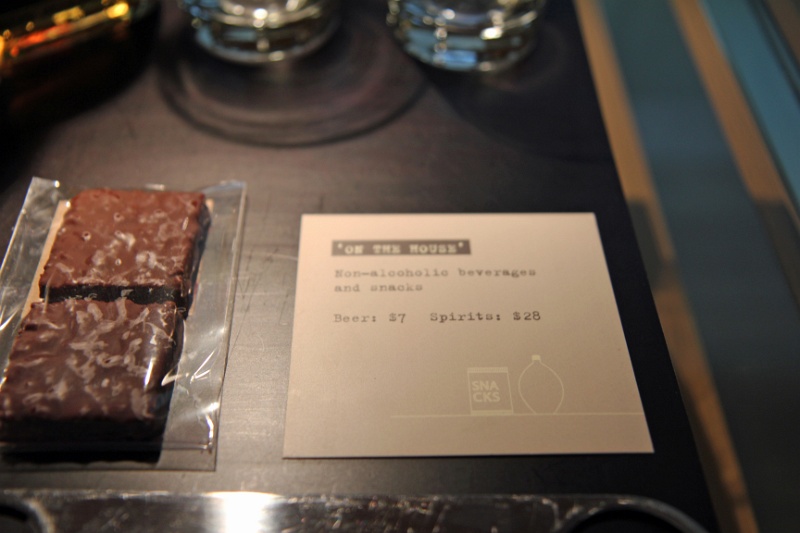 'ON THE HOUSE'
Non-alcoholic beverages
and snacks
Beer: $7 Spirits: $28
SNA
CKS